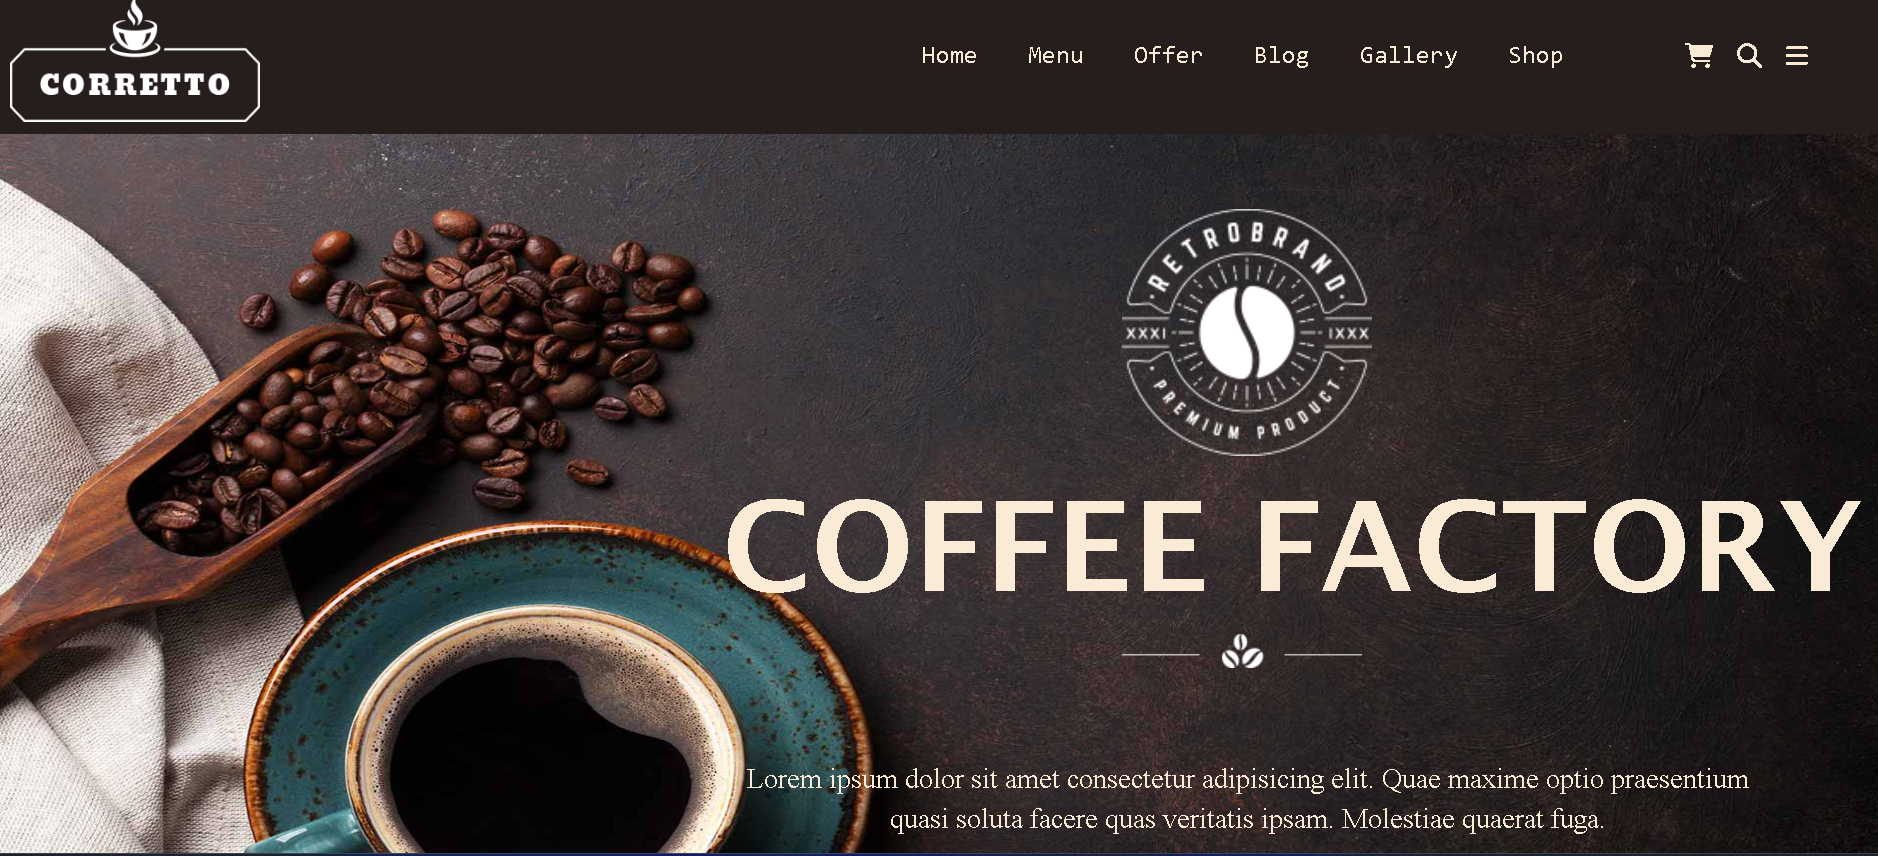 CORRETTO
Home Menu Offer Blog Gallery Shop
RETROBRAND
XXXI IXXX
PREMIUM PRODUCT
COFFEE FACTORY
Lorem ipsum dolor sit amet consectetur adipisicing elit. Quae maxime optio praesentium
quasi soluta facere quas veritatis ipsam. Molestiae quaerat fuga.